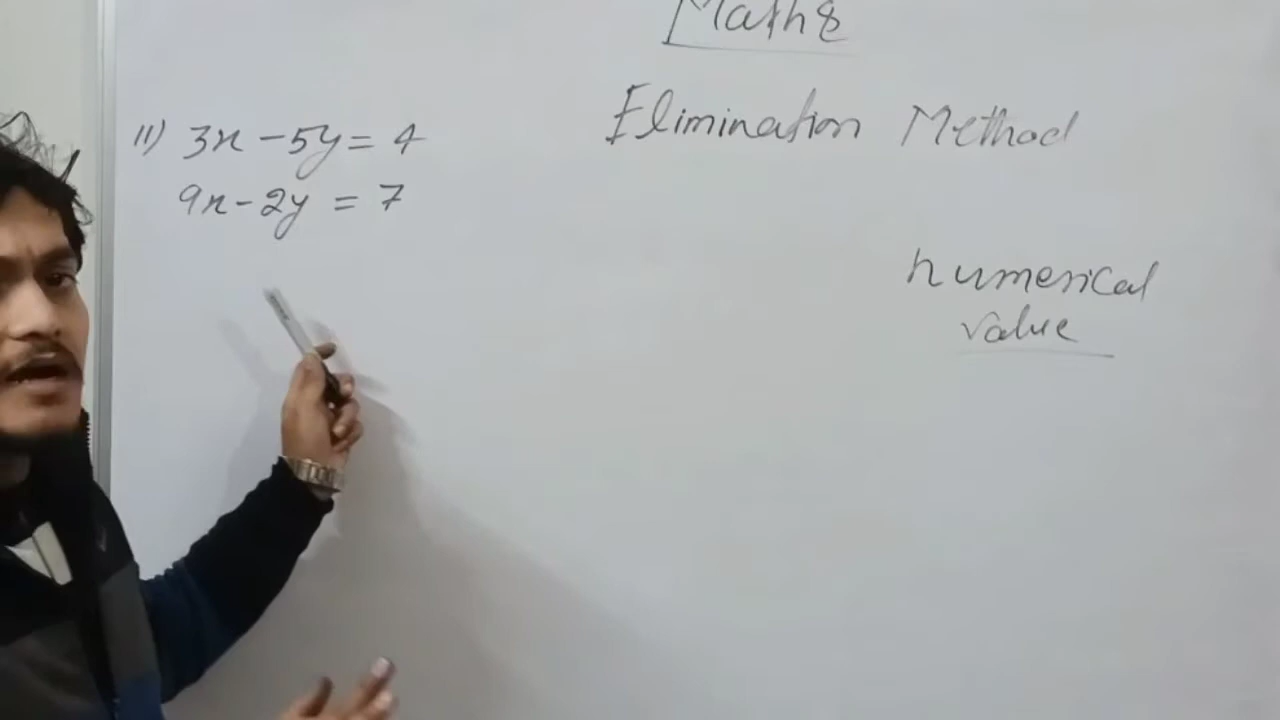 Maths
Elimination Method
11) 3x - 5y = 4
9x - 2y = 7
numerical
value